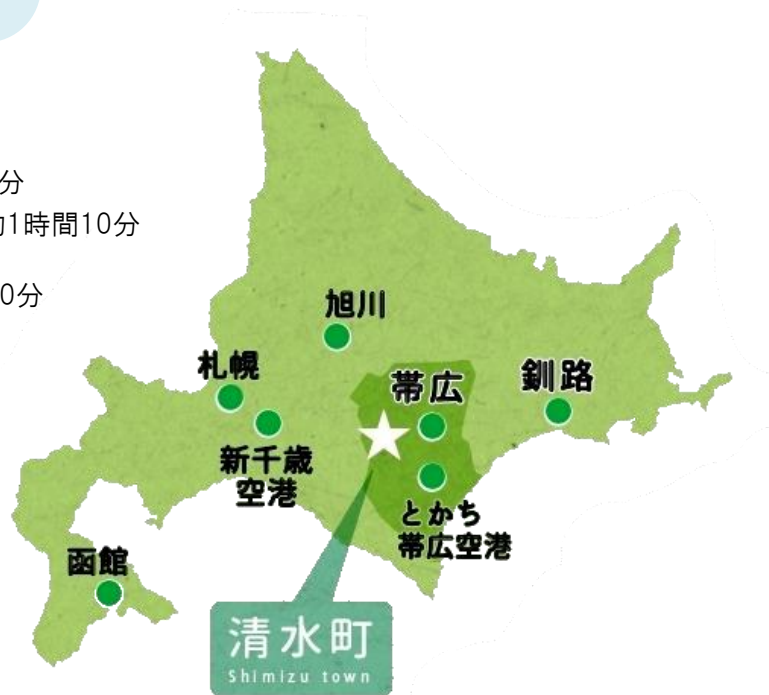 分
1時間10分
0分
旭川
札幌
帯広
釧路
新千歳
空港
とかち
帯広空港
函館
清水町
Shimizu town